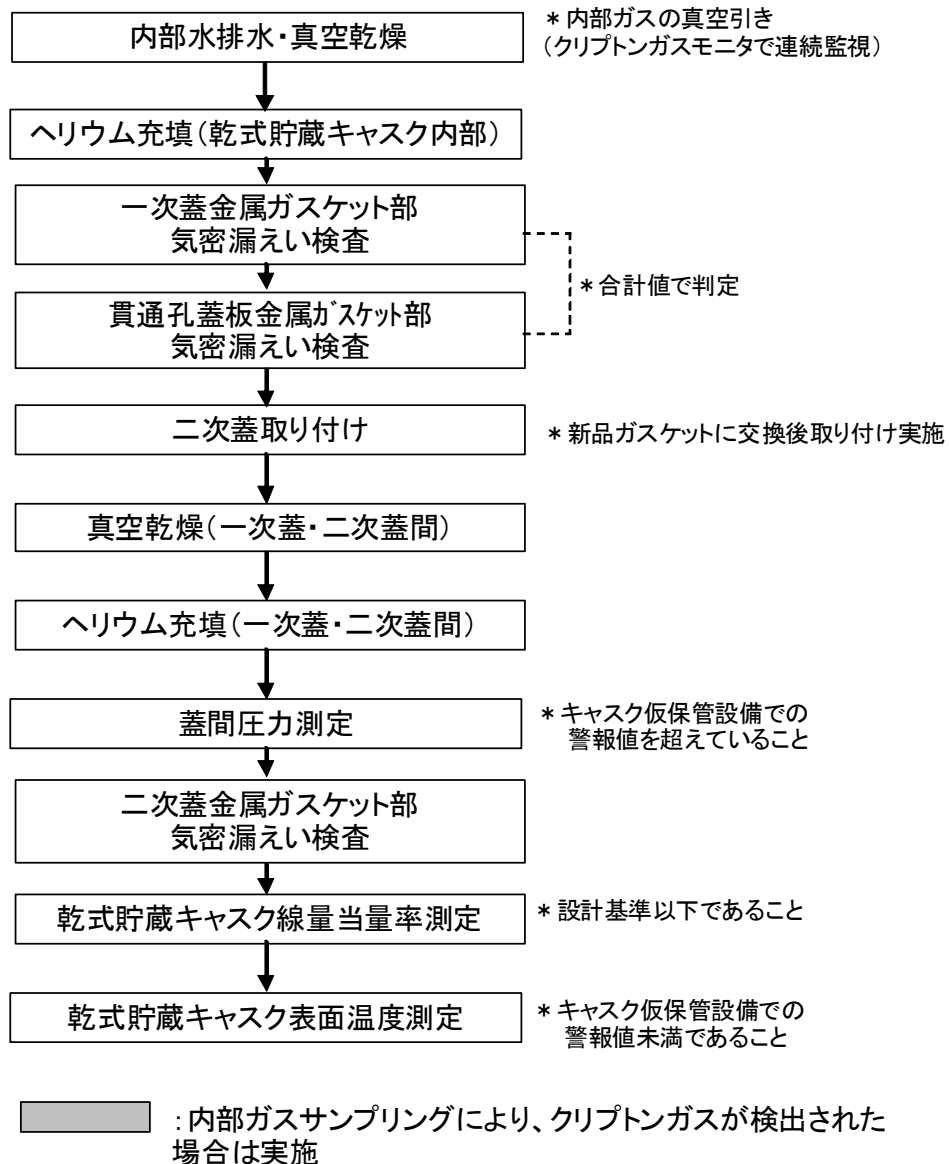 内部水排水・真空乾燥
＊内部ガスの真空引き
（クリプトンガスモニタで連続監視）
ヘリウム充填（乾式貯蔵キャスク内部）
一次蓋金属ガスケット部
気密漏えい検査
＊合計値で判定
貫通孔蓋板金属ガスケット部
気密漏えい検査
二次蓋取り付け
＊新品ガスケットに交換後取り付け実施
真空乾燥（一次蓋・二次蓋間）
ヘリウム充填（一次蓋・二次蓋間）
蓋間圧力測定
＊キャスク仮保管設備での
警報値を超えていること
二次蓋金属ガスケット部
気密漏えい検査
乾式貯蔵キャスク線量当量率測定
＊設計基準以下であること
乾式貯蔵キャスク表面温度測定
＊キャスク仮保管設備での
警報値未満であること
：内部ガスサンプリングにより、クリプトンガスが検出された
場合は実施